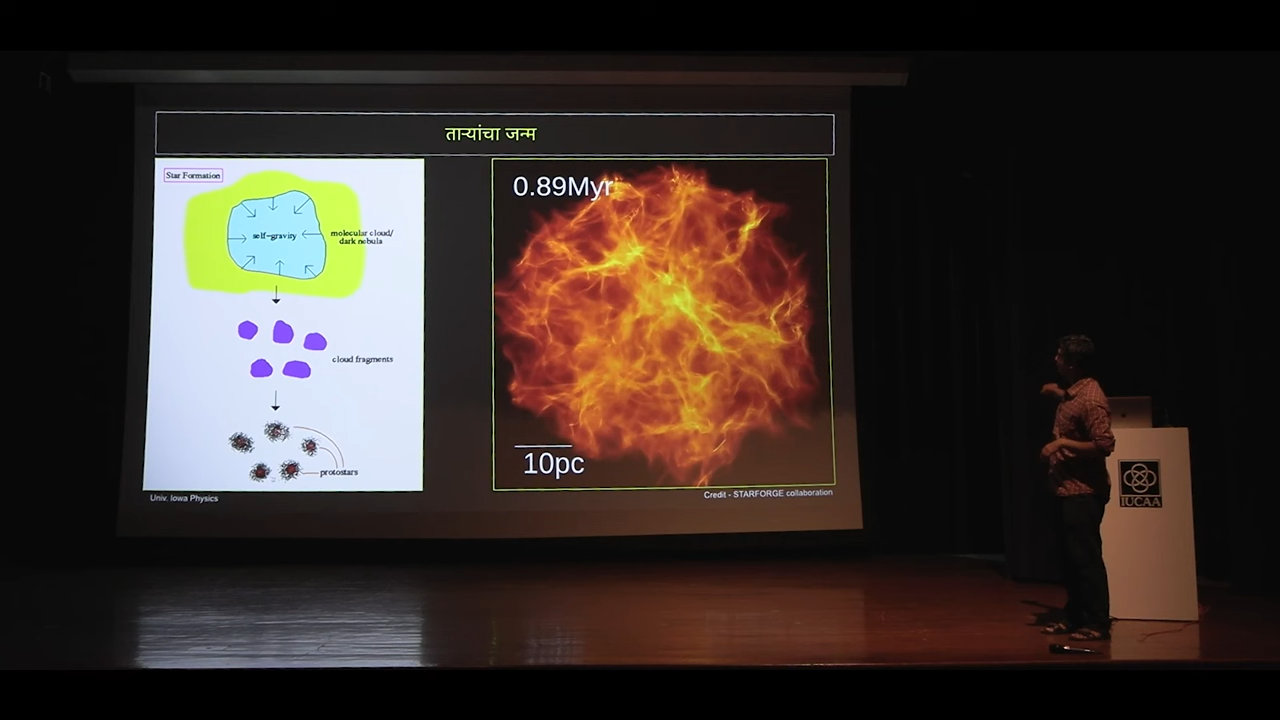 ताऱ्यांचा जन्म
Star Formation
self-gravity
molecular cloud/
dark nebula
cloud fragments
protostars
Univ. Iowa Physics
0.89Myr
10pc
Credit - STARFORGE collaboration
IUCAA